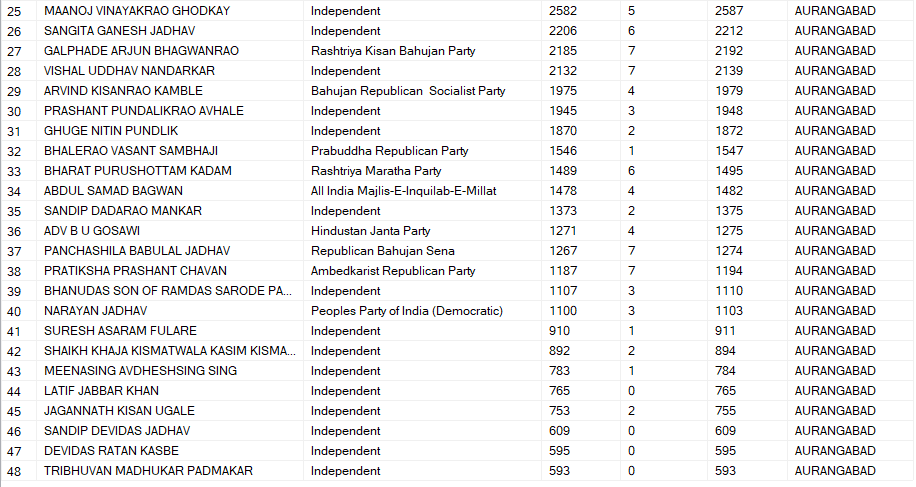 25 MAANOJ VINAYAKRAO GHODKAY Independent 2582 5 2587 AURANGABAD
26 SANGITA GANESH JADHAV Independent 2206 6 2212 AURANGABAD
27 GALPHADE ARJUN BHAGWANRAO Rashtriya Kisan Bahujan Party 2185 7 2192 AURANGABAD
28 VISHAL UDDHAV NANDARKAR Independent 2132 7 2139 AURANGABAD
29 ARVIND KISANRAO KAMBLE Bahujan Republican Socialist Party 1975 4 1979 AURANGABAD
30 PRASHANT PUNDALIKRAO AVHALE Independent 1945 3 1948 AURANGABAD
31 GHUGE NITIN PUNDLIK Independent 1870 2 1872 AURANGABAD
32 BHALERAO VASANT SAMBHAJI Prabuddha Republican Party 1546 1 1547 AURANGABAD
33 BHARAT PURUSHOTTAM KADAM Rashtriya Maratha Party 1489 6 1495 AURANGABAD
34 ABDUL SAMAD BAGWAN All India Majlis-E-Inquilab-E-Millat 1478 4 1482 AURANGABAD
35 SANDIP DADARAO MANKAR Independent 1373 2 1375 AURANGABAD
36 ADV B U GOSAWI Hindustan Janta Party 1271 4 1275 AURANGABAD
37 PANCHASHILA BABULAL JADHAV Republican Bahujan Sena 1267 7 1274 AURANGABAD
38 PRATIKSHA PRASHANT CHAVAN Ambedkarist Republican Party 1187 7 1194 AURANGABAD
39 BHANUDAS SON OF RAMDAS SARODE PA... Independent 1107 3 1110 AURANGABAD
40 NARAYAN JADHAV Peoples Party of India (Democratic) 1100 3 1103 AURANGABAD
41 SURESH ASARAM FULARE Independent 910 1 911 AURANGABAD
42 SHAIKH KHAJA KISMATWALA KASIM KISMA... Independent 892 2 894 AURANGABAD
43 MEENASING AVDHESHSING SING Independent 783 1 784 AURANGABAD
44 LATIF JABBAR KHAN Independent 765 0 765 AURANGABAD
45 JAGANNATH KISAN UGALE Independent 753 2 755 AURANGABAD
46 SANDIP DEVIDAS JADHAV Independent 609 0 609 AURANGABAD
47 DEVIDAS RATAN KASBE Independent 595 0 595 AURANGABAD
48 TRIBHUVAN MADHUKAR PADMAKAR Independent 593 0 593 AURANGABAD